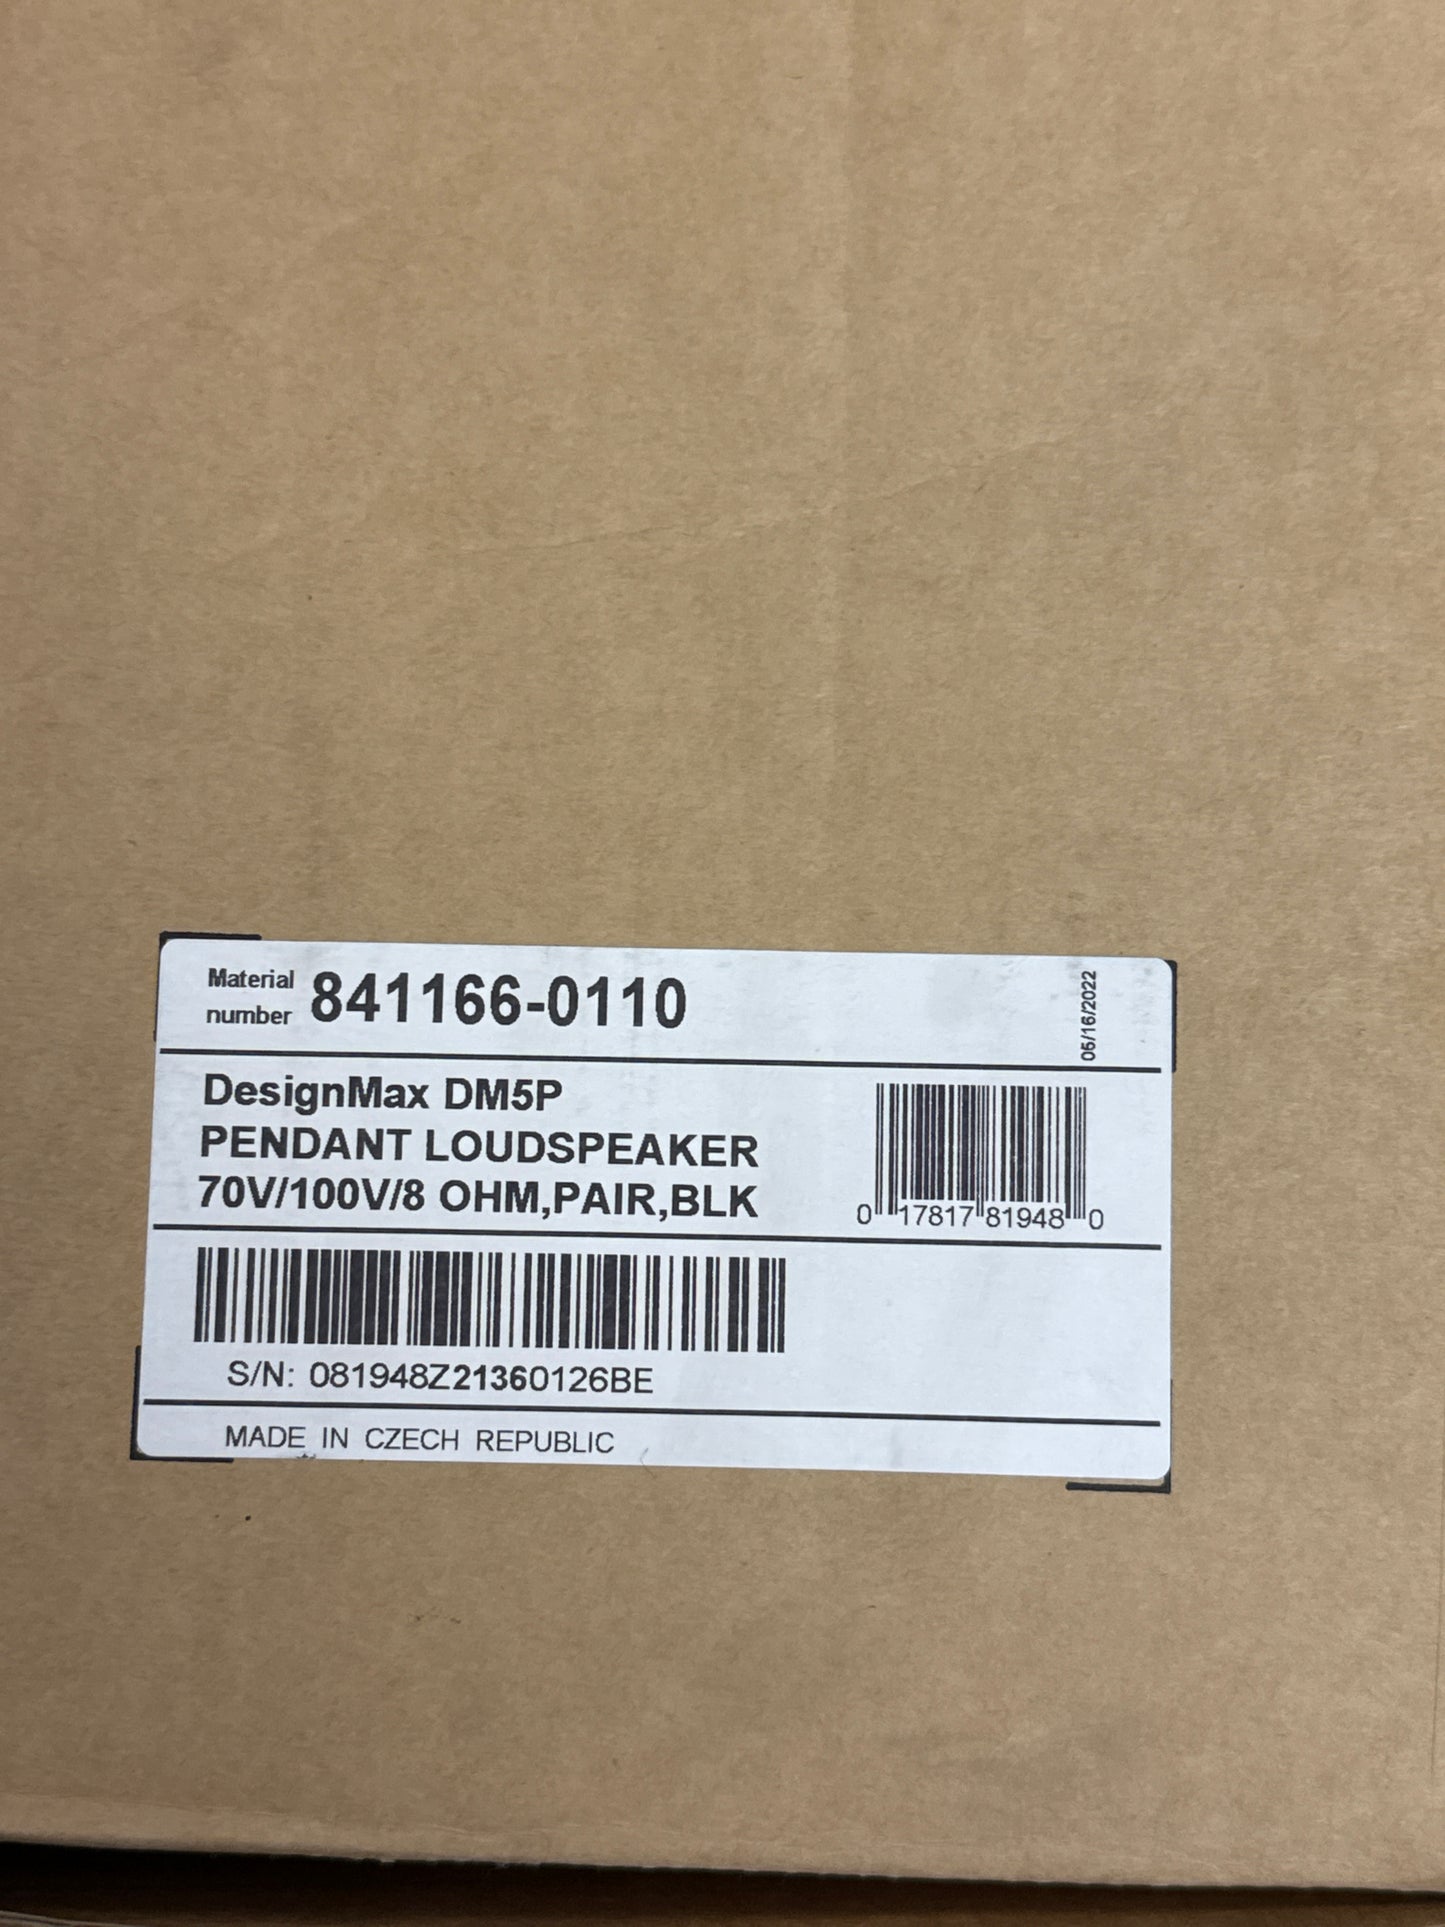 Material
number 841166-0110
05/16/2022
DesignMax DM5P
PENDANT LOUDSPEAKER
70V/100V/8 OHM,PAIR,BLK
0 17817 81948 0
S/N: 081948Z21360126BE
MADE IN CZECH REPUBLIC